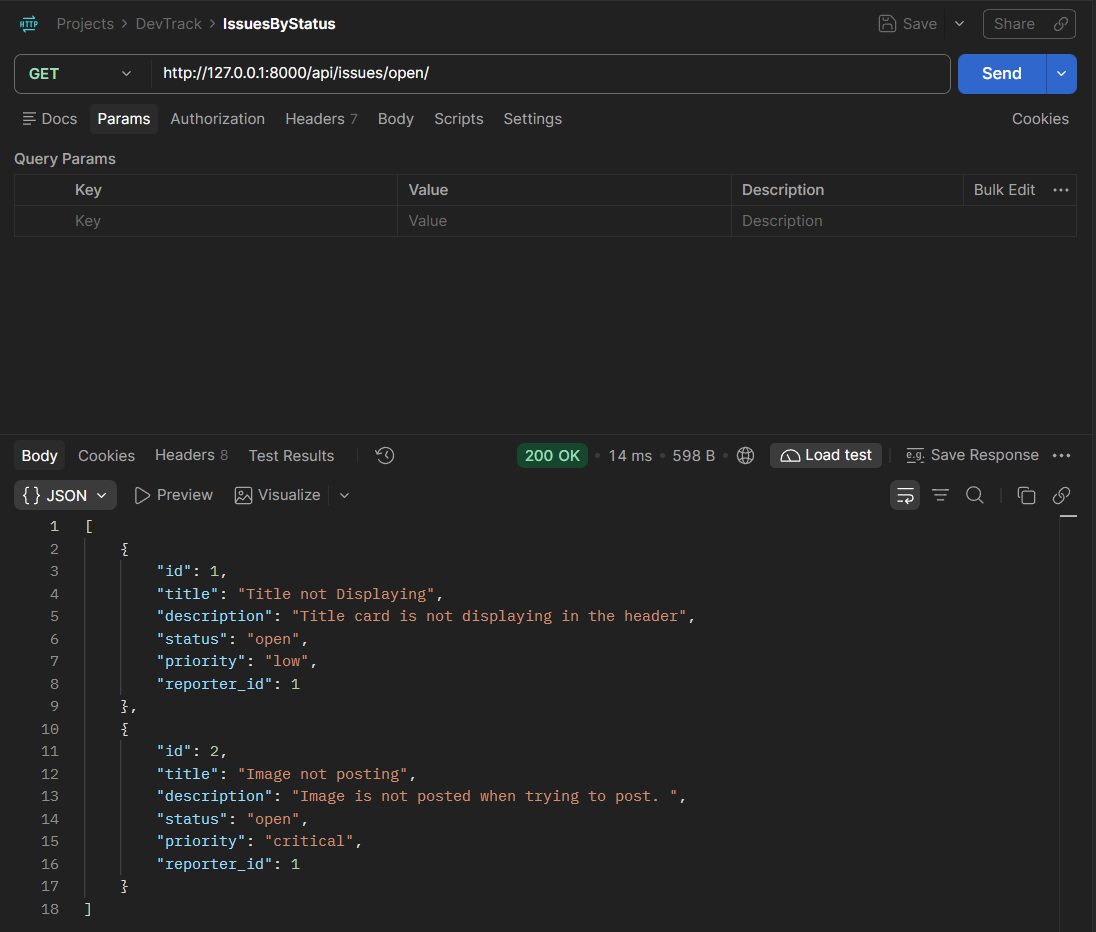 HTTP Projects > DevTrack > IssuesByStatus Save Share
GET http://127.0.0.1:8000/api/issues/open/ Send
Docs Params Authorization Headers 7 Body Scripts Settings Cookies
Query Params
Key Value Description Bulk Edit
Key Value Description
Body Cookies Headers 8 Test Results 200 OK 14 ms 598 B Load test e.g. Save Response
{} JSON Preview Visualize
1 [
2 {
3 "id": 1,
4 "title": "Title not Displaying",
5 "description": "Title card is not displaying in the header",
6 "status": "open",
7 "priority": "low",
8 "reporter_id": 1
9 },
10 {
11 "id": 2,
12 "title": "Image not posting",
13 "description": "Image is not posted when trying to post. ",
14 "status": "open",
15 "priority": "critical",
16 "reporter_id": 1
17 }
18 ]